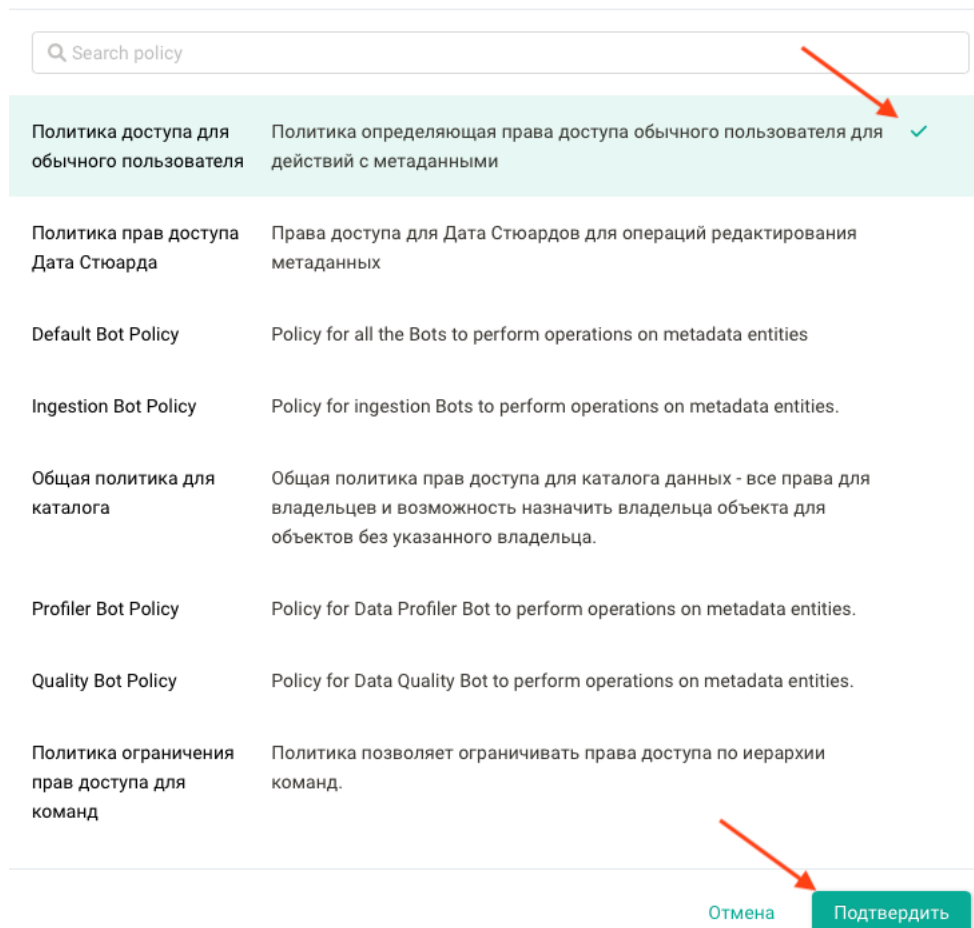 Search policy
Политика доступа для
обычного пользователя
Политика определяющая права доступа обычного пользователя для
действий с метаданными
Политика прав доступа
Дата Стюарда
Права доступа для Дата Стюардов для операций редактирования
метаданных
Default Bot Policy
Policy for all the Bots to perform operations on metadata entities
Ingestion Bot Policy
Policy for ingestion Bots to perform operations on metadata entities.
Общая политика для
каталога
Общая политика прав доступа для каталога данных - все права для
владельцев и возможность назначить владельца объекта для
объектов без указанного владельца.
Profiler Bot Policy
Policy for Data Profiler Bot to perform operations on metadata entities.
Quality Bot Policy
Policy for Data Quality Bot to perform operations on metadata entities.
Политика ограничения
прав доступа для
команд
Политика позволяет ограничивать права доступа по иерархии
команд.
Отмена
Подтвердить